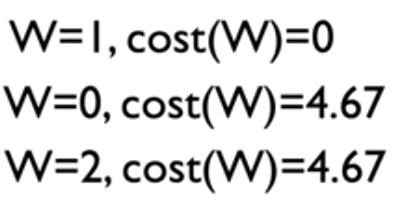 W=1, cost(W)=0
W=0, cost(W)=4.67
W=2, cost(W)=4.67